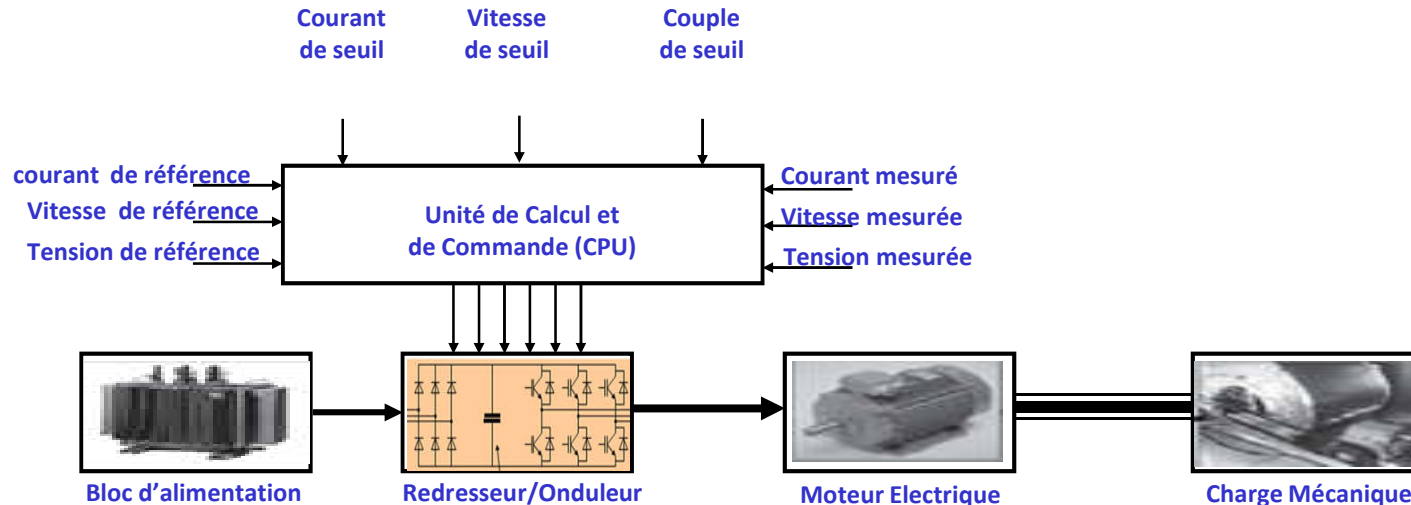 Courant
de seuil
Vitesse
de seuil
Couple
de seuil
courant de référence
Vitesse de référence
Tension de référence
Unité de Calcul et
de Commande (CPU)
Courant mesuré
Vitesse mesurée
Tension mesurée
Bloc d’alimentation
Redresseur/Onduleur
Moteur Electrique
Charge Mécanique